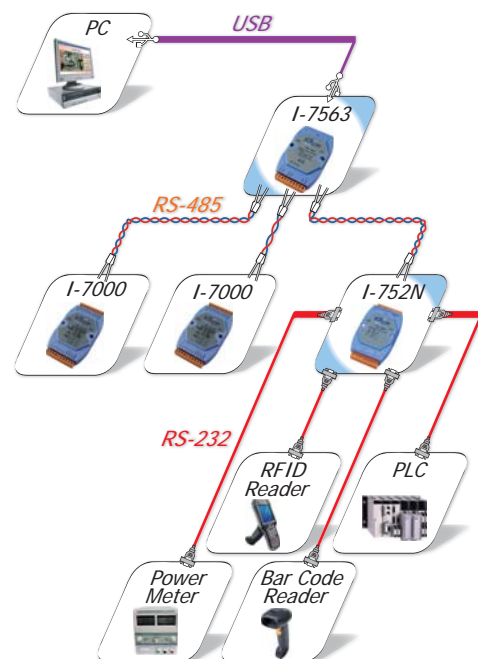 PC
USB
I-7563
RS-485
I-7000
I-7000
I-752N
RS-232
RFID
Reader
PLC
Power
Meter
Bar Code
Reader